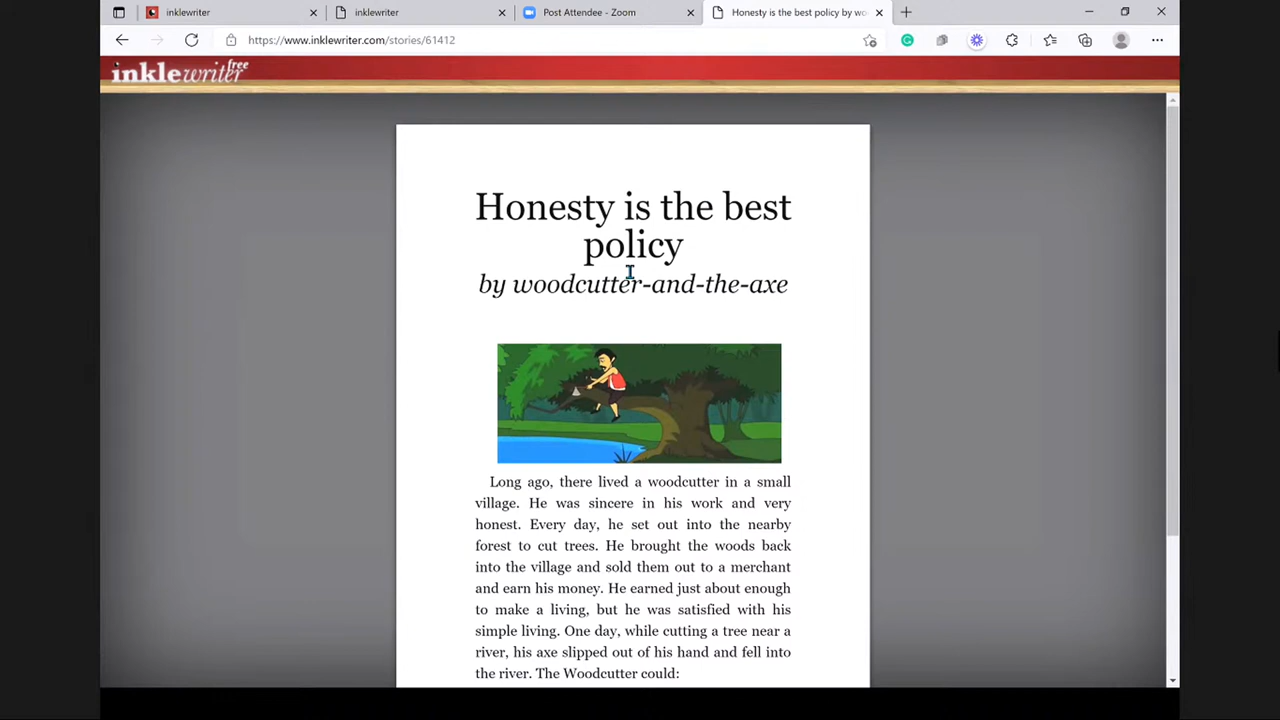 inklewriter
inklewriter
Post Attendee - Zoom
Honesty is the best policy by wo
https://www.inklewriter.com/stories/61412
inklewriter free
Honesty is the best
policy
by woodcutter-and-the-axe
Long ago, there lived a woodcutter in a small
village. He was sincere in his work and very
honest. Every day, he set out into the nearby
forest to cut trees. He brought the woods back
into the village and sold them out to a merchant
and earn his money. He earned just about enough
to make a living, but he was satisfied with his
simple living. One day, while cutting a tree near a
river, his axe slipped out of his hand and fell into
the river. The Woodcutter could: